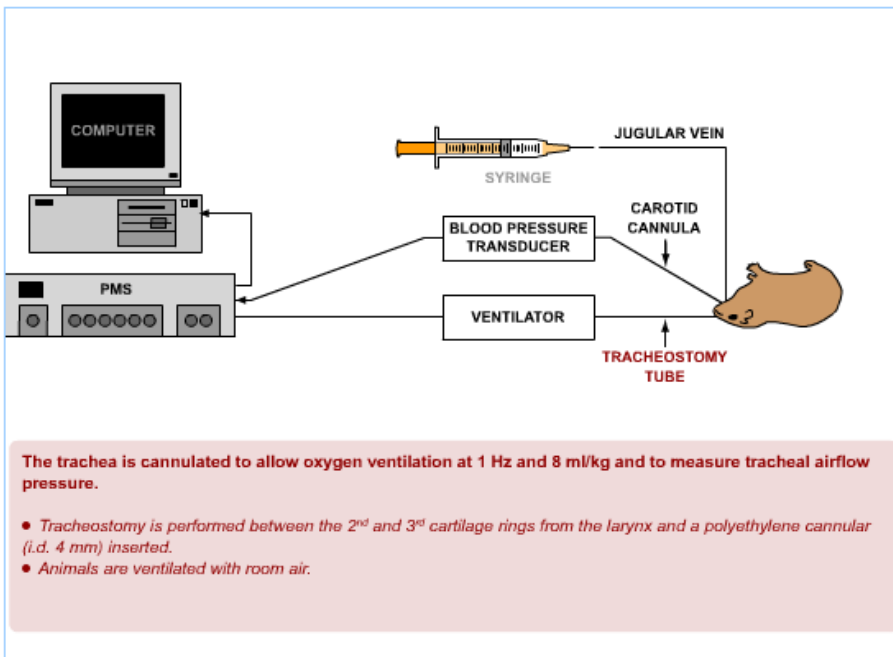 COMPUTER
JUGULAR VEIN
SYRINGE
CAROTID
CANNULA
BLOOD PRESSURE
TRANSDUCER
PMS
VENTILATOR
TRACHEOSTOMY
TUBE
The trachea is cannulated to allow oxygen ventilation at 1 Hz and 8 ml/kg and to measure tracheal airflow
pressure.
• Tracheostomy is performed between the 2nd and 3rd cartilage rings from the larynx and a polyethylene cannular
(i.d. 4 mm) inserted.
• Animals are ventilated with room air.